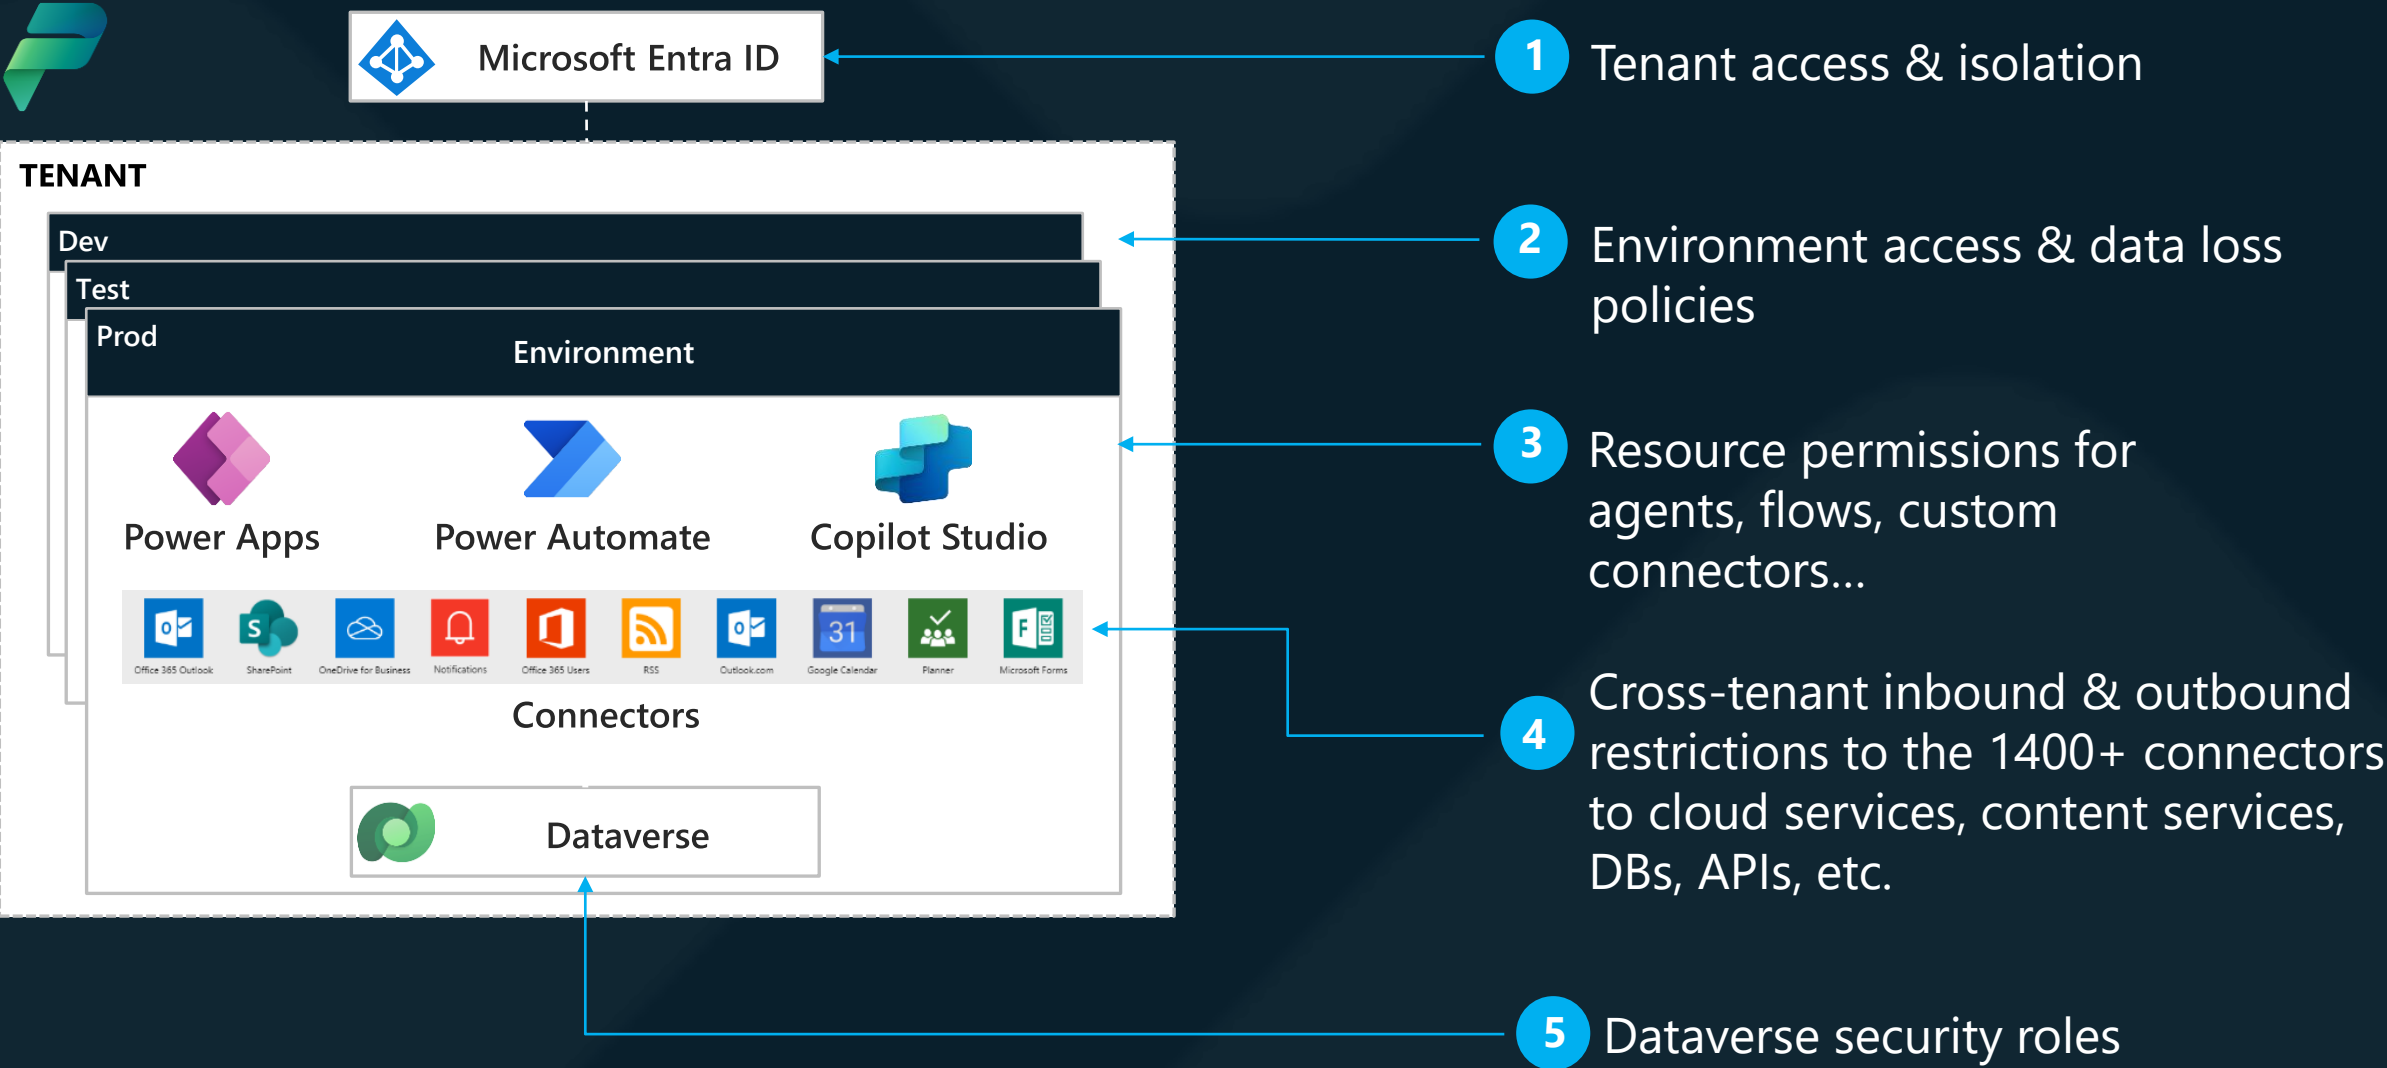 Microsoft Entra ID
1
Tenant access & isolation
TENANT
Dev
Test
Prod
Environment
2
Environment access & data loss
policies
Power Apps
Power Automate
Copilot Studio
3
Resource permissions for
agents, flows, custom
connectors...
31
Office 365 Outlook
SharePoint
OneDrive for Business
Notifications
Office 365 Users
RSS
Outlook.com
Google Calendar
Planner
Microsoft Forms
Connectors
4
Cross-tenant inbound & outbound
restrictions to the 1400+ connectors
to cloud services, content services,
DBs, APIs, etc.
Dataverse
5
Dataverse security roles